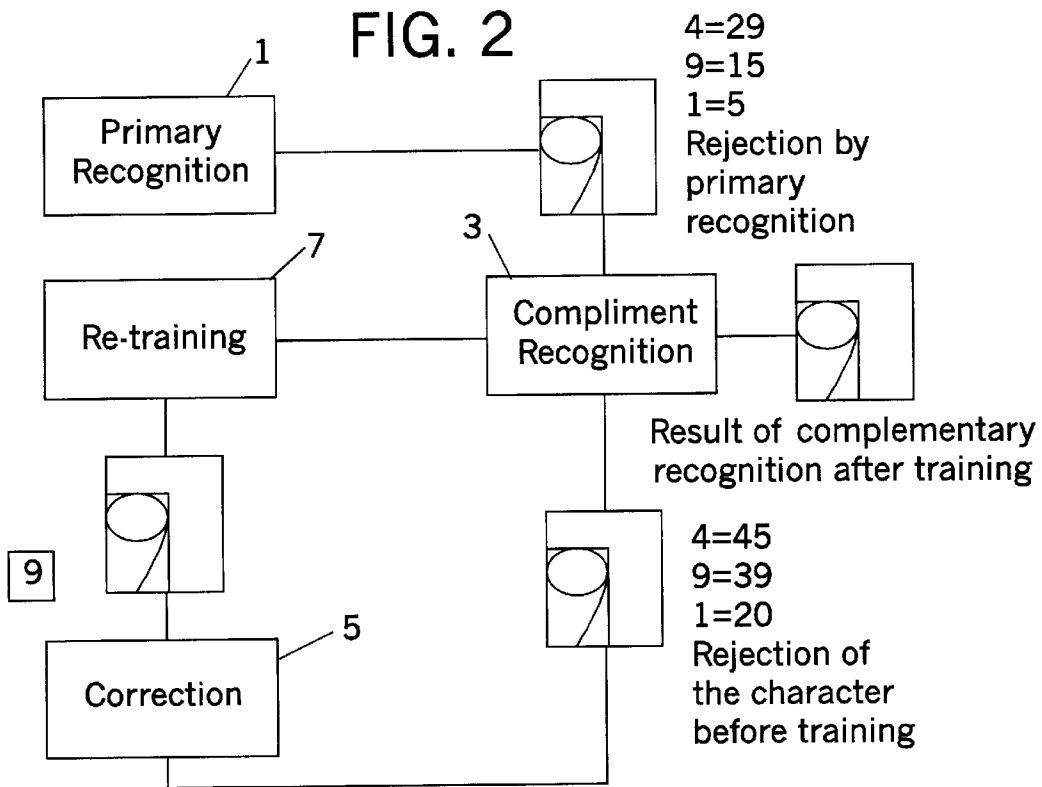 FIG. 2
1
Primary
Recognition
4=29
9=15
1=5
Rejection by
primary
recognition
7
Re-training
3
Compliment
Recognition
Result of complementary
recognition after training
9
5
Correction
4=45
9=39
1=20
Rejection of
the character
before training